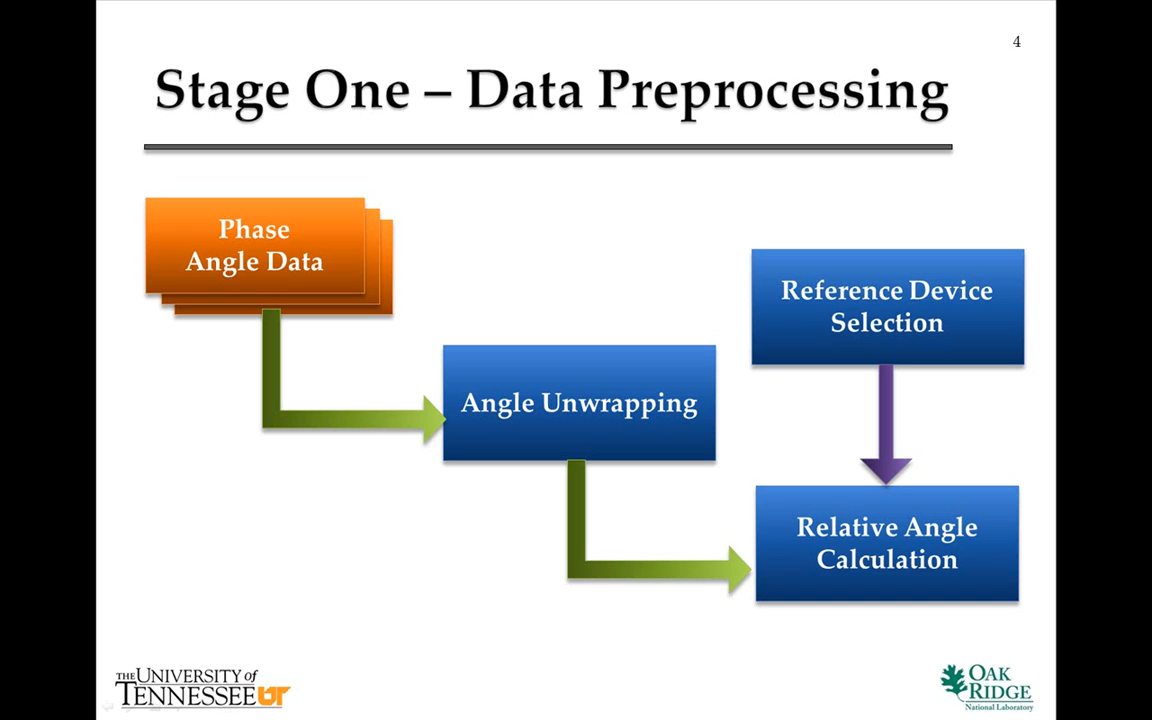 4
Stage One – Data Preprocessing
Phase
Angle Data
Reference Device
Selection
Angle Unwrapping
Relative Angle
Calculation
THE UNIVERSITY of
TENNESSEE UT
OAK
RIDGE
National Laboratory